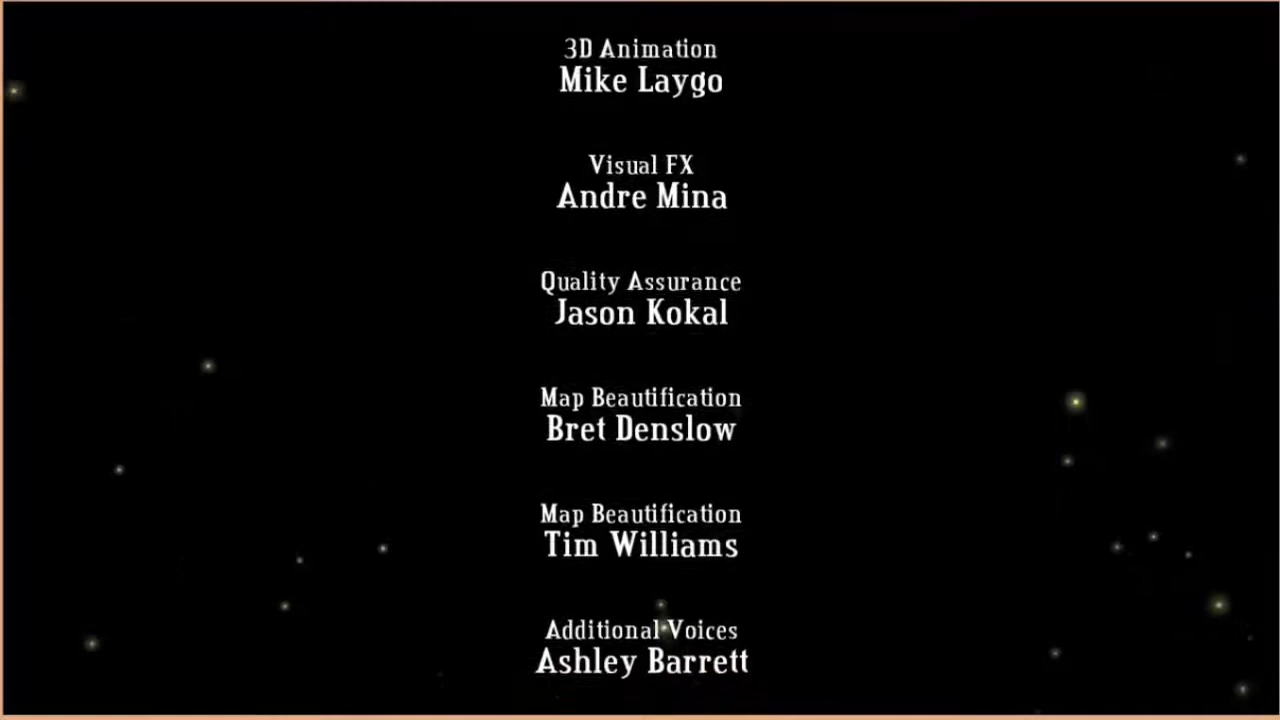 3D Animation
Mike Laygo
Visual FX
Andre Mina
Quality Assurance
Jason Kokal
Map Beautification
Bret Denslow
Map Beautification
Tim Williams
Additional Voices
Ashley Barrett